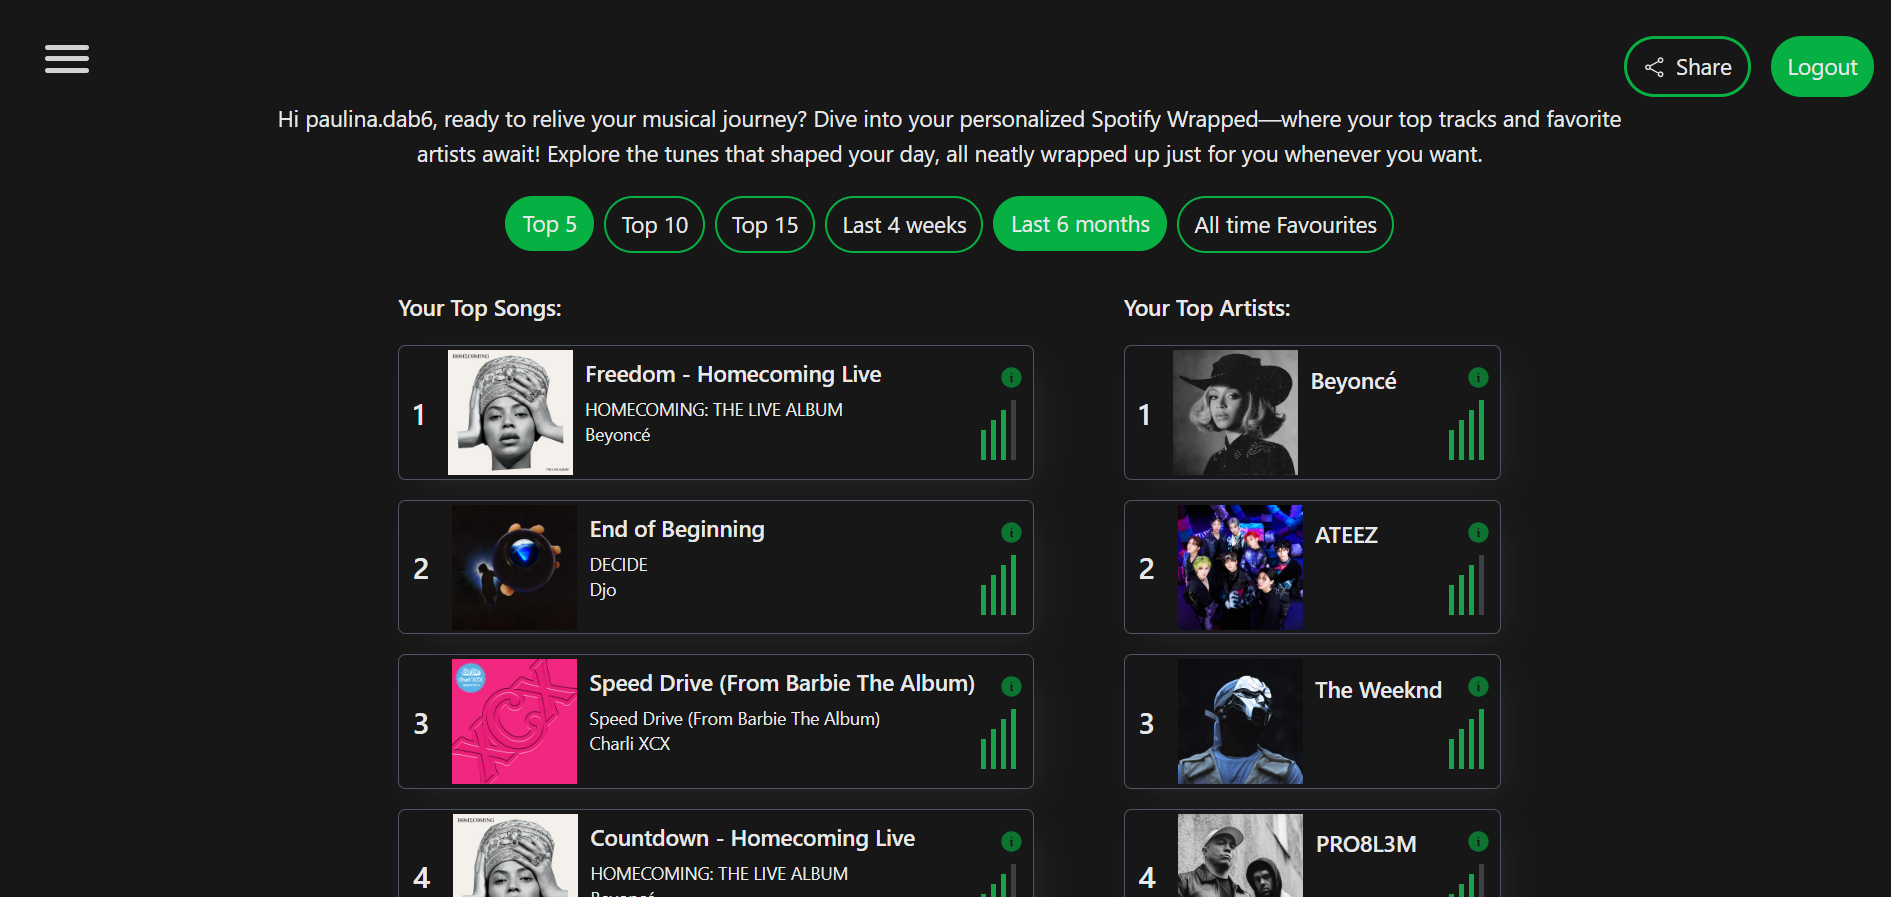 Share
Logout
Hi paulina.dab6, ready to relive your musical journey? Dive into your personalized Spotify Wrapped—where your top tracks and favorite
artists await! Explore the tunes that shaped your day, all neatly wrapped up just for you whenever you want.
Top 5
Top 10
Top 15
Last 4 weeks
Last 6 months
All time Favourites
Your Top Songs:
1
HOMECOMING
THE LIVE ALBUM
Freedom - Homecoming Live
HOMECOMING: THE LIVE ALBUM
Beyoncé
2
End of Beginning
DECIDE
Djo
3
XCX
Speed Drive (From Barbie The Album)
Speed Drive (From Barbie The Album)
Charli XCX
4
HOMECOMING
Countdown - Homecoming Live
HOMECOMING: THE LIVE ALBUM
Beyoncé
Your Top Artists:
1
Beyoncé
2
ATEEZ
3
The Weeknd
4
PRO8L3M